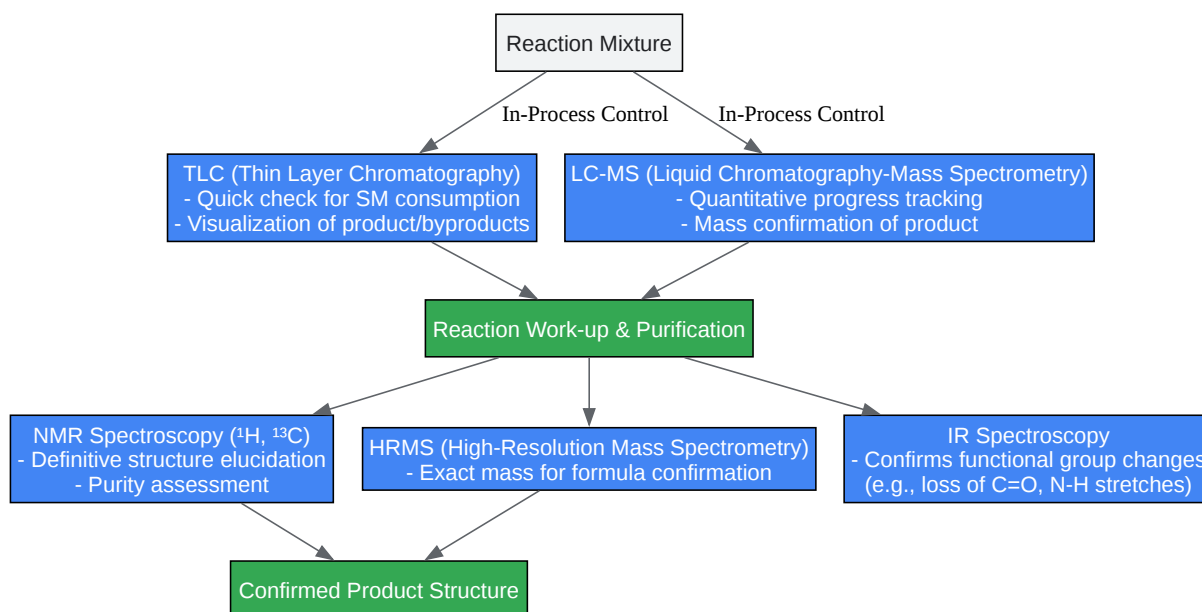 Reaction Mixture
In-Process Control
In-Process Control
TLC (Thin Layer Chromatography)
- Quick check for SM consumption
- Visualization of product/byproducts
LC-MS (Liquid Chromatography-Mass Spectrometry)
- Quantitative progress tracking
- Mass confirmation of product
Reaction Work-up & Purification
NMR Spectroscopy (¹H, ¹³C)
- Definitive structure elucidation
- Purity assessment
HRMS (High-Resolution Mass Spectrometry)
- Exact mass for formula confirmation
IR Spectroscopy
- Confirms functional group changes
(e.g., loss of C=O, N-H stretches)
Confirmed Product Structure